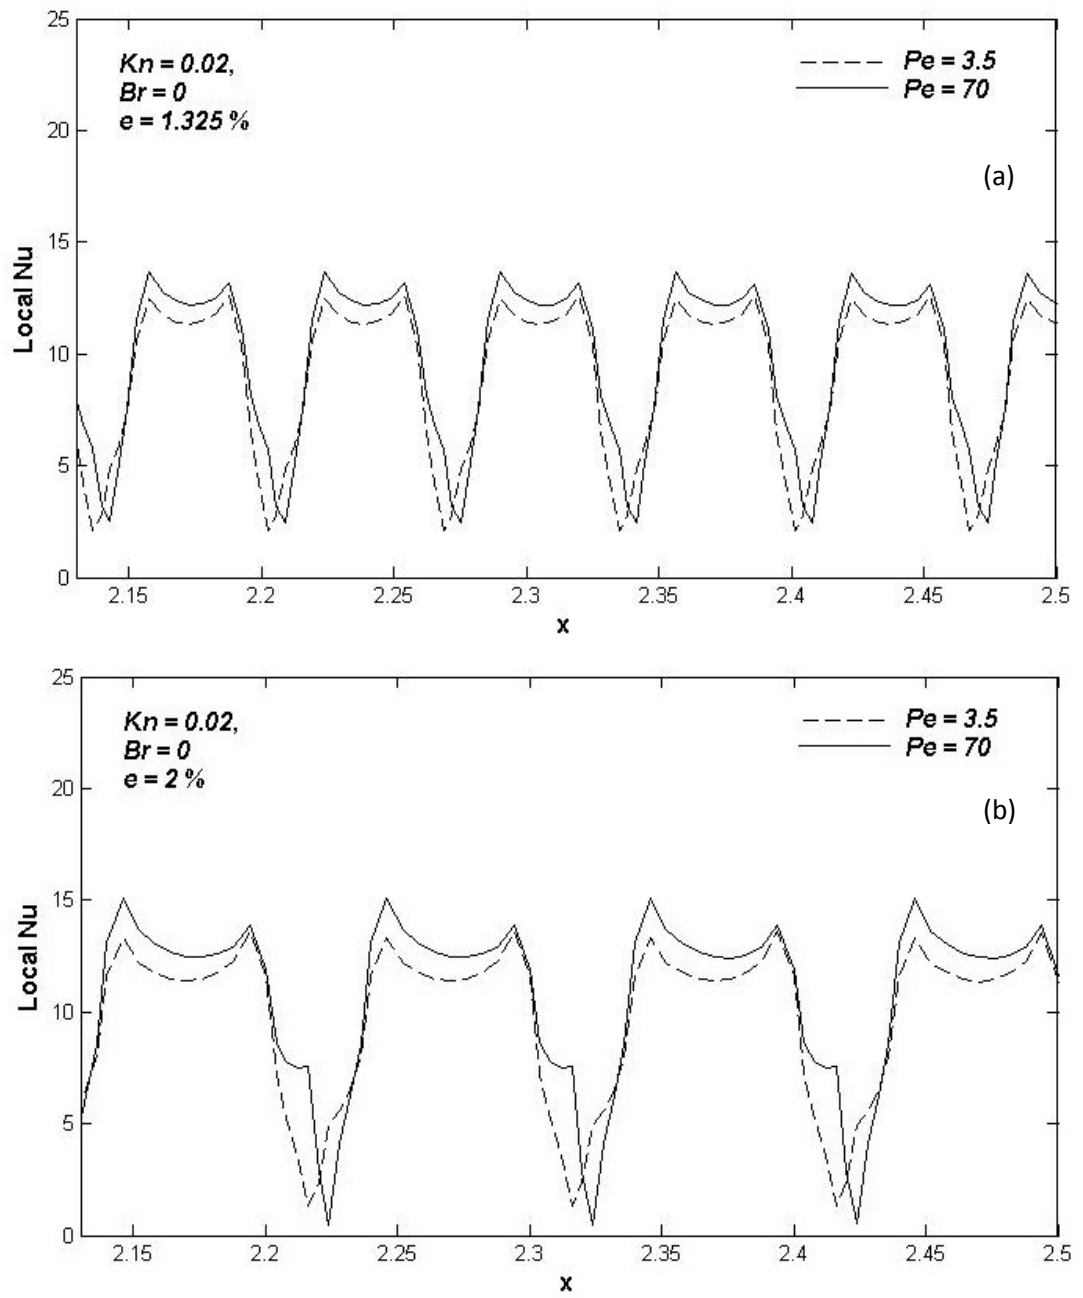 25
20
15
10
5
0
Local Nu
Kn = 0.02,
Br = 0
e = 1.325 %
Pe = 3.5
Pe = 70
(a)
2.15 2.2 2.25 2.3 2.35 2.4 2.45 2.5
x
25
20
15
10
5
0
Local Nu
Kn = 0.02,
Br = 0
e = 2 %
Pe = 3.5
Pe = 70
(b)
2.15 2.2 2.25 2.3 2.35 2.4 2.45 2.5
x